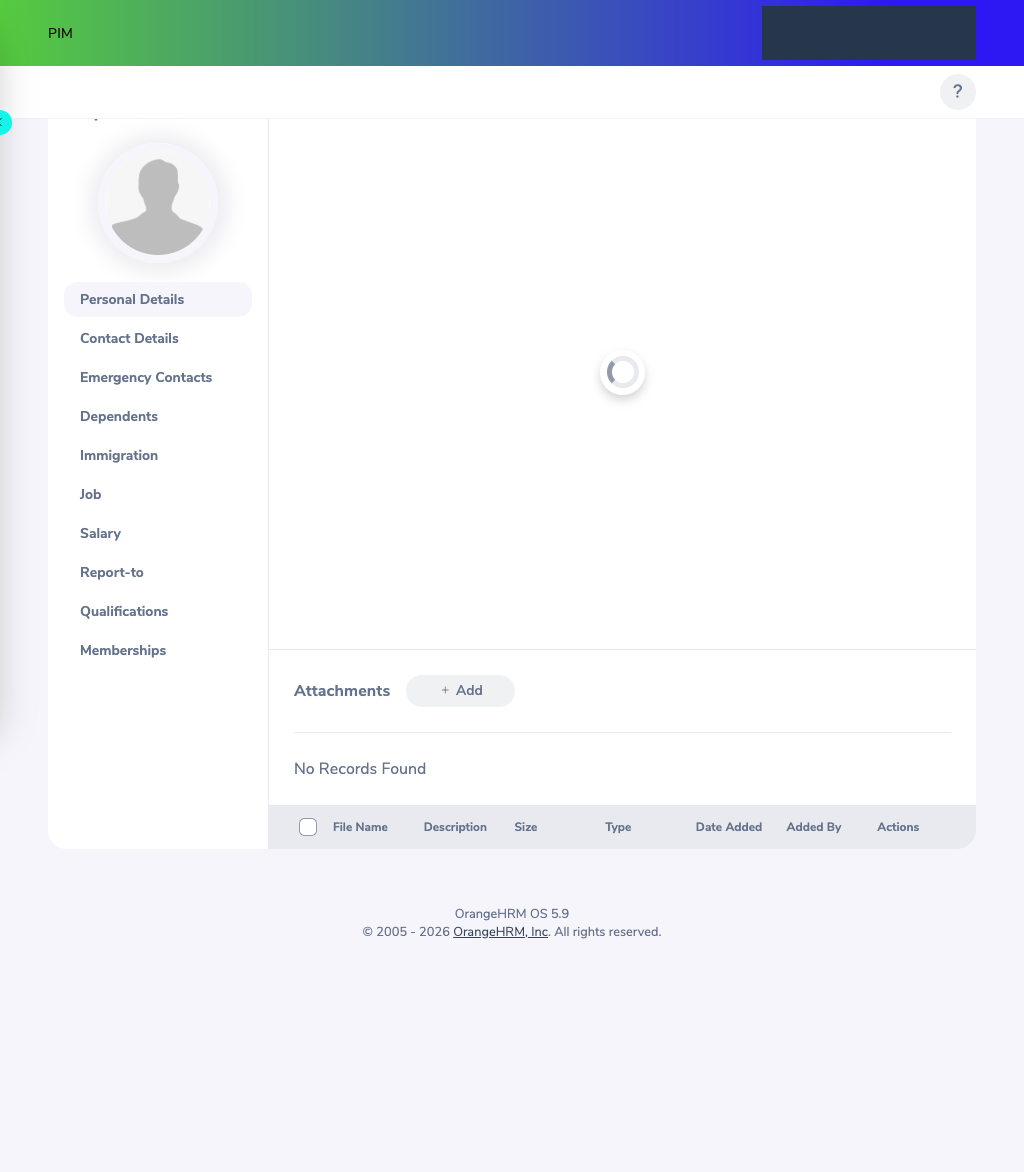 PIM
?
Personal Details
Contact Details
Emergency Contacts
Dependents
Immigration
Job
Salary
Report-to
Qualifications
Memberships
Attachments
+ Add
No Records Found
File Name Description Size Type Date Added Added By Actions
OrangeHRM OS 5.9
© 2005 - 2026 OrangeHRM, Inc. All rights reserved.